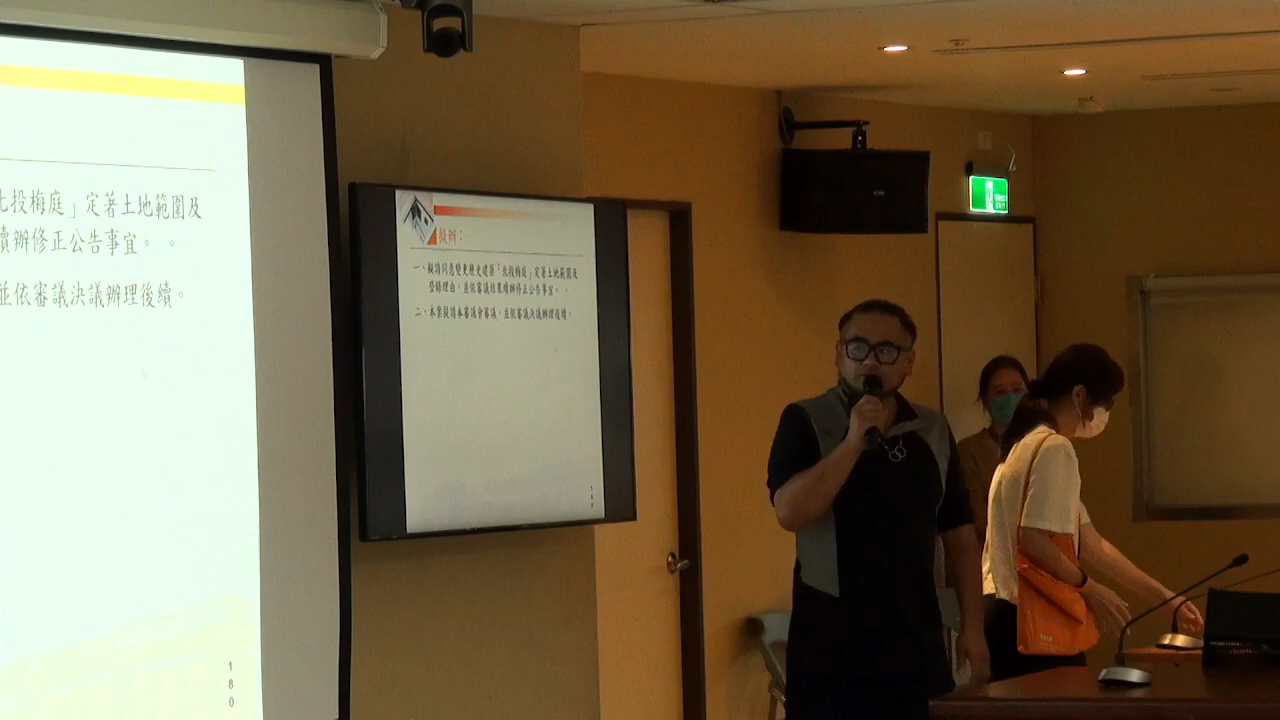 北投梅庭」定著土地範圍及
續辦修正公告事宜。 。
並依審議決議辦理後續。
180
擬辦：
一、擬請同意變更歷史建築「北投梅庭」定著土地範圍及
登錄理由，並依審議結果續辦修正公告事宜。 。
二、本案提請本審議會審議，並依審議決議辦理後續。